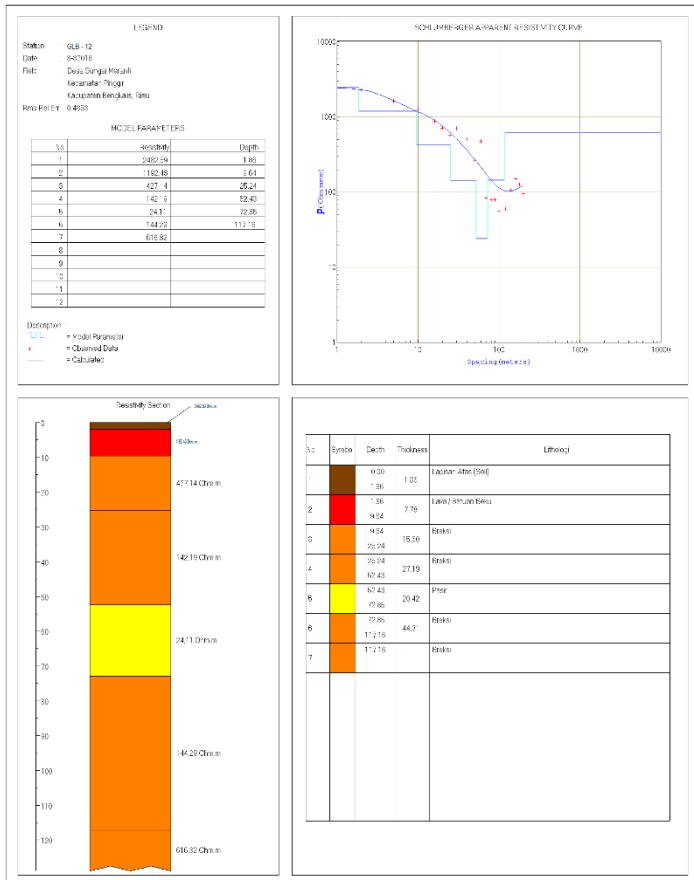 LEGEND
Station : GLB - 12
Date : 8-82018
Field : Desa Sungai Meranti
Kecamatan Pinggir
Kabupaten Bengkalis, Riau
Rms Rel Err : 0.4833
MODEL PARAMETERS
No Resistivity Depth
1 2482.59 1.86
2 1192.48 9.64
3 427.14 25.24
4 142.19 52.43
5 24.11 72.85
6 144.29 117.16
7 616.32
8
9
10
11
12
Description :
= Model Parameter
= Observed Data
= Calculated
SCHLUMBERGER APPARENT RESISTIVITY CURVE
10000
1000
100
10
1
ρ (Ohm meter)
1 10 100 1000 10000
Spacing (meters)
Resistivity Section
0
10
20
30
40
50
60
70
80
90
100
110
120
427,14 Ohm.m
142,19 Ohm.m
24,11 Ohm.m
144,29 Ohm.m
616,32 Ohm.m
No. Symbol Depth Thickness Lithologi
1 0.00 1.86 1.86 Lapisan Atas (Soil)
2 1.86 9.64 7.78 Lava / Batuan Beku
3 9.64 25.24 15.60 Breksi
4 25.24 52.43 27.19 Breksi
5 52.43 72.85 20.42 Pasir
6 72.85 117.16 44.31 Breksi
7 117.16 Breksi